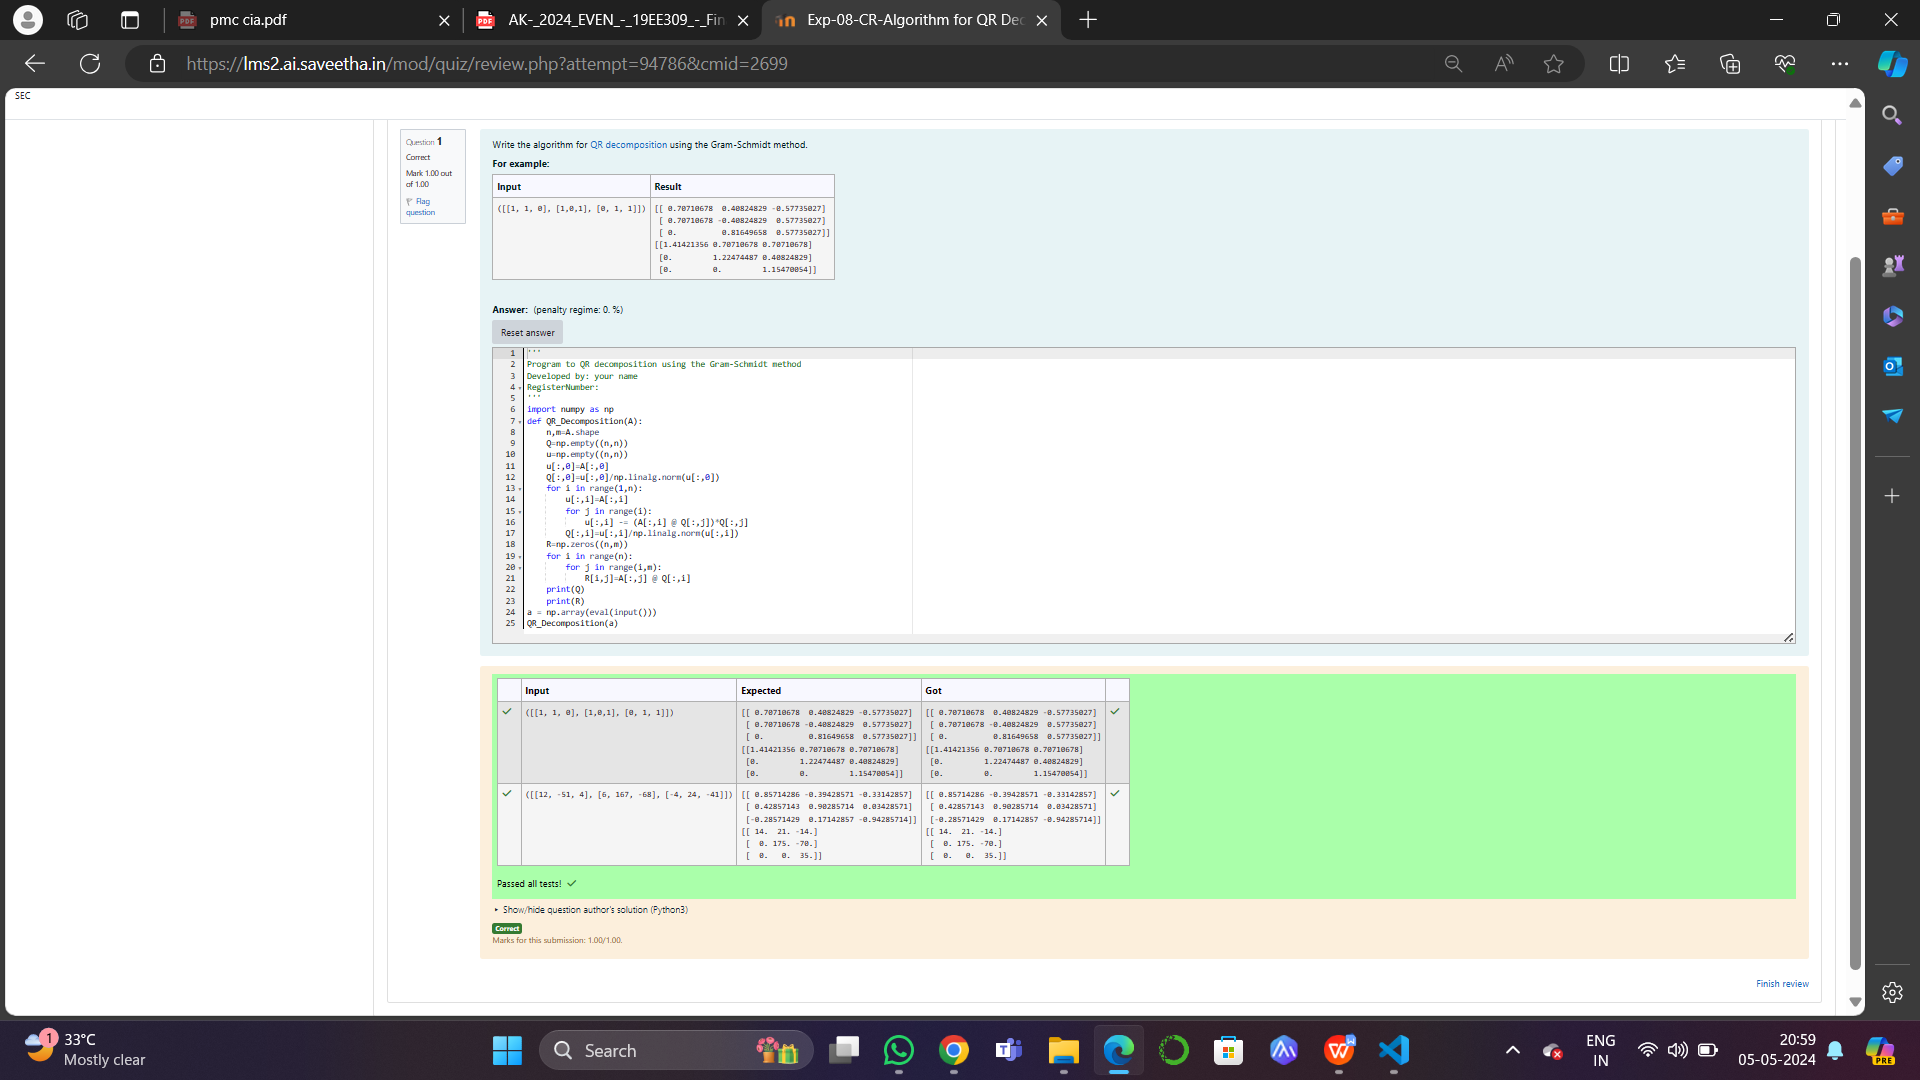 pmc cia.pdf
AK-_2024_EVEN_-_19EE309_-_Fin
Exp-08-CR-Algorithm for QR Dec
https://lms2.ai.saveetha.in/mod/quiz/review.php?attempt=94786&cmid=2699
SEC
Question 1
Correct
Mark 1.00 out of 1.00
Flag question
Write the algorithm for QR decomposition using the Gram-Schmidt method.
For example:
Input Result
([[1, 1, 0], [1,0,1], [0, 1, 1]]) [[ 0.70710678  0.40824829 -0.57735027]
[ 0.70710678 -0.40824829  0.57735027]
[ 0.          0.81649658  0.57735027]]
[[1.41421356 0.70710678 0.70710678]
[0.         1.22474487 0.40824829]
[0.         0.         1.15470054]]
Answer: (penalty regime: 0. %)
Reset answer
1 '''
2 Program to QR decomposition using the Gram-Schmidt method
3 Developed by: your name
4 RegisterNumber:
5 '''
6 import numpy as np
7 def QR_Decomposition(A):
8     n,m=A.shape
9     Q=np.empty((n,n))
10     u=np.empty((n,n))
11     u[:,0]=A[:,0]
12     Q[:,0]=u[:,0]/np.linalg.norm(u[:,0])
13     for i in range(1,n):
14         u[:,i]=A[:,i]
15         for j in range(i):
16             u[:,i] -= (A[:,i] @ Q[:,j])*Q[:,j]
17         Q[:,i]=u[:,i]/np.linalg.norm(u[:,i])
18     R=np.zeros((n,m))
19     for i in range(n):
20         for j in range(i,m):
21             R[i,j]=A[:,j] @ Q[:,i]
22     print(Q)
23     print(R)
24 a = np.array(eval(input()))
25 QR_Decomposition(a)
Input Expected Got
([[1, 1, 0], [1,0,1], [0, 1, 1]]) [[ 0.70710678  0.40824829 -0.57735027] [[ 0.70710678  0.40824829 -0.57735027]
[ 0.70710678 -0.40824829  0.57735027] [ 0.70710678 -0.40824829  0.57735027]
[ 0.          0.81649658  0.57735027]] [ 0.          0.81649658  0.57735027]]
[[1.41421356 0.70710678 0.70710678] [[1.41421356 0.70710678 0.70710678]
[0.         1.22474487 0.40824829] [0.         1.22474487 0.40824829]
[0.         0.         1.15470054]] [0.         0.         1.15470054]]
([[12, -51, 4], [6, 167, -68], [-4, 24, -41]]) [[ 0.85714286 -0.39428571 -0.33142857] [[ 0.85714286 -0.39428571 -0.33142857]
[ 0.42857143  0.90285714  0.03428571] [ 0.42857143  0.90285714  0.03428571]
[-0.28571429  0.17142857 -0.94285714]] [-0.28571429  0.17142857 -0.94285714]]
[[ 14.  21. -14.] [[ 14.  21. -14.]
[  0. 175. -70.] [  0. 175. -70.]
[  0.   0.  35.]] [  0.   0.  35.]]
Passed all tests!
Show/hide question author's solution (Python3)
Correct
Marks for this submission: 1.00/1.00.
Finish review
1
33°C
Mostly clear
Search
ENG
IN
20:59
05-05-2024
PRE